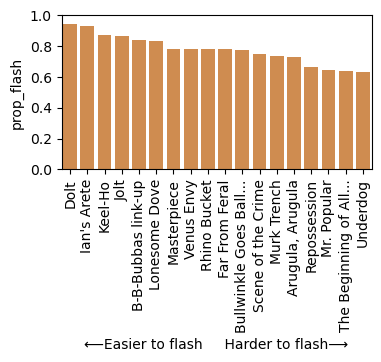 prop_flash
1.0
0.8
0.6
0.4
0.2
0.0
Dolt
Ian's Arete
Keel-Ho
Jolt
B-B-Bubbas link-up
Lonesome Dove
Masterpiece
Venus Envy
Rhino Bucket
Far From Feral
Bullwinkle Goes Ball...
Scene of the Crime
Murk Trench
Arugula, Arugula
Repossession
Mr. Popular
The Beginning of All...
Underdog
⟵Easier to flash Harder to flash⟶